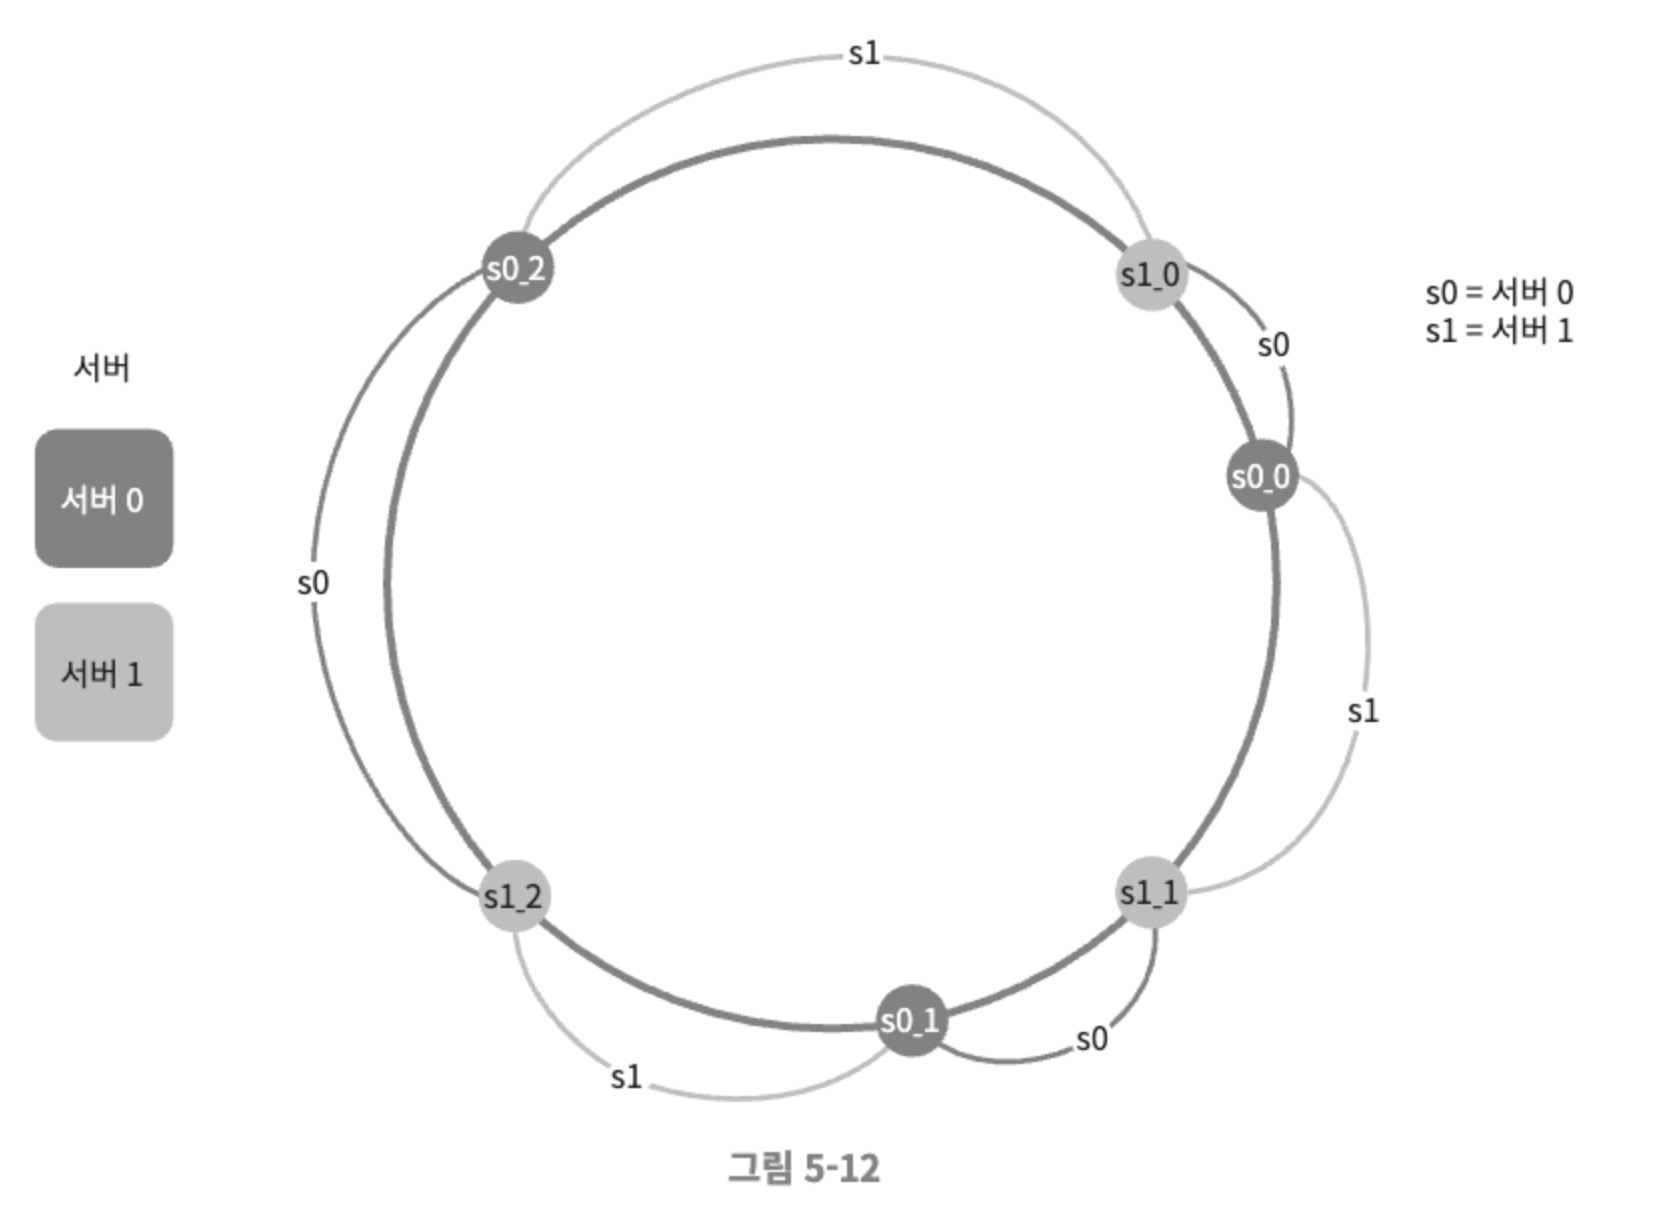 s1
s0_2
s1_0
s0 = 서버 0
s1 = 서버 1
s0
서버
s0_0
서버 0
s0
서버 1
s1
s1_2
s1_1
s0_1
s0
s1
그림 5-12